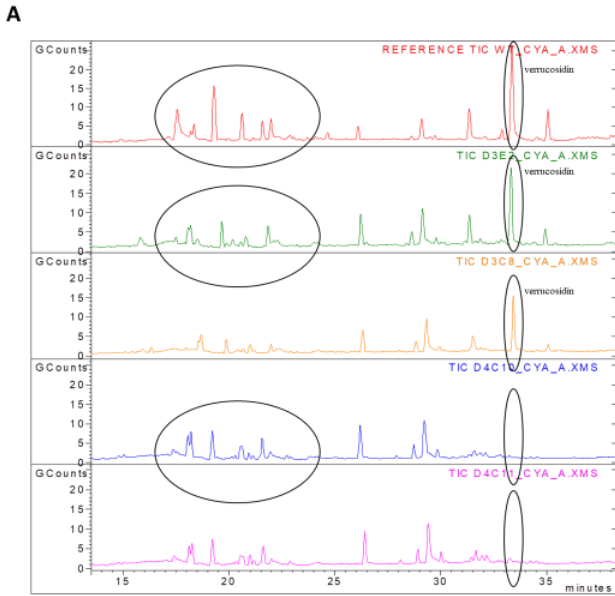 A
GCounts
REFERENCE TIC WT_CYA_A.XMS
verrucosidin
25
20
15
10
5
0
GCounts
TIC D3E2_CYA_A.XMS
verrucosidin
20
15
10
5
0
GCounts
TIC D3C8_CYA_A.XMS
verrucosidin
20
15
10
5
0
GCounts
TIC D4C10_CYA_A.XMS
20
15
10
5
0
GCounts
TIC D4C11_CYA_A.XMS
20
15
10
5
0
15 20 25 30 35
minutes